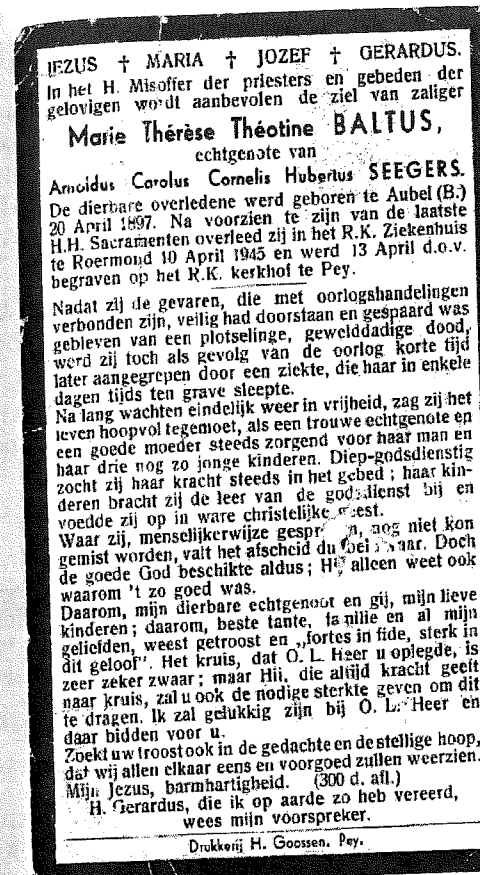 JEZUS † MARIA † JOZEF † GERARDUS.
In het H. Misoffer der priesters en gebeden der
gelovigen wordt aanbevolen de ziel van zaliger
Marie Thérèse Théotine BALTUS,
echtgenote van
Arnoldus Carolus Cornelis Hubertus SEEGERS.
De dierbare overledene werd geboren te Aubel (B.)
20 April 1897. Na voorzien te zijn van de laatste
H.H. Sacramenten overleed zij in het R.K. Ziekenhuis
te Roermond 10 April 1945 en werd 13 April d.o.v.
begraven op het R.K. kerkhof te Pey.
Nadat zij de gevaren, die met oorlogshandelingen
verbonden zijn, veilig had doorstaan en gespaard was
gebleven van een plotselinge, gewelddadige dood,
werd zij toch als gevolg van de oorlog korte tijd
later aangegrepen door een ziekte, die haar in enkele
dagen tijds ten grave sleepte.
Na lang wachten eindelijk weer in vrijheid, zag zij het
leven hoopvol tegemoet, als een trouwe echtgenote en
een goede moeder steeds zorgend voor haar man en
haar drie nog zo jonge kinderen. Diep-godsdienstig
zocht zij haar kracht steeds in het gebed ; haar kin-
deren bracht zij de leer van de godsdienst bij en
voedde zij op in ware christelijke geest.
Waar zij, menselijkerwijze gesproken, nog niet kon
gemist worden, valt het afscheid dubbel zwaar. Doch
de goede God beschikte aldus ; Hij alleen weet ook
waarom 't zo goed was.
Daarom, mijn dierbare echtgenoot en gij, mijn lieve
kinderen ; daarom, beste tante, familie en al mijn
geliefden, weest getroost en „fortes in fide, sterk in
dit geloof". Het kruis, dat O. L. Heer u oplegde, is
zeer zeker zwaar ; maar Hij, die altijd kracht geeft
naar kruis, zal u ook de nodige sterkte geven om dit
te dragen. Ik zal gelukkig zijn bij O. L. Heer en
daar bidden voor u.
Zoekt uw troost ook in de gedachte en de stellige hoop,
dat wij allen elkaar eens en voorgoed zullen weerzien.
Mijn Jezus, barmhartigheid. (300 d. afl.)
H. Gerardus, die ik op aarde zo heb vereerd,
wees mijn voorspreker.
Drukkerij H. Goossen, Pey.